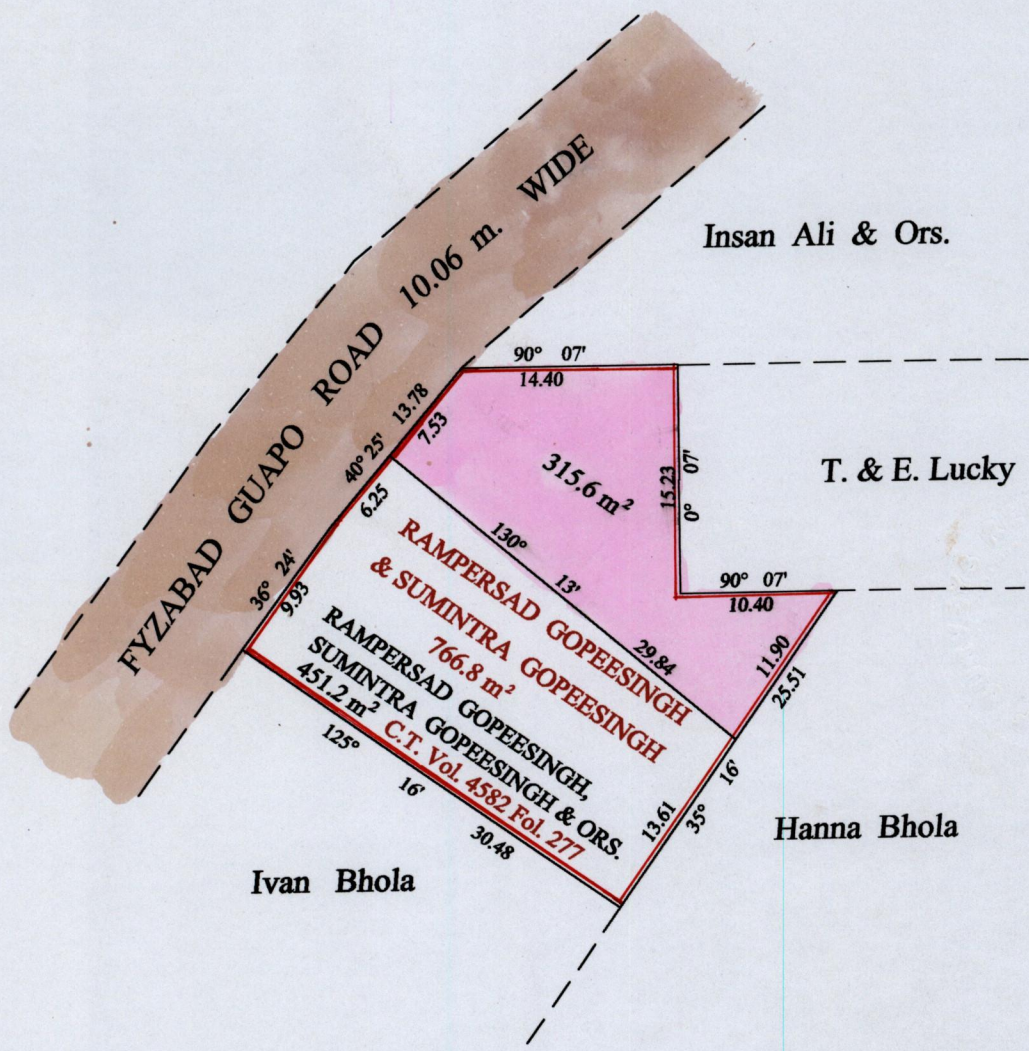 FYZABAD GUAPO ROAD 10.06 m. WIDE
Insan Ali & Ors.
90° 07'
14.40
13.78
7.53
40° 25'
6.25
36° 24'
9.93
315.6 m²
15.23
0° 07'
T. & E. Lucky
90° 07'
10.40
130° 13'
29.84
11.90
25.51
RAMPERSAD GOPEESINGH
& SUMINTRA GOPEESINGH
766.8 m²
RAMPERSAD GOPEESINGH,
SUMINTRA GOPEESINGH & ORS.
451.2 m² C.T. Vol. 4582 Fol. 277
125° 16'
30.48
13.61
35° 16'
Hanna Bhola
Ivan Bhola